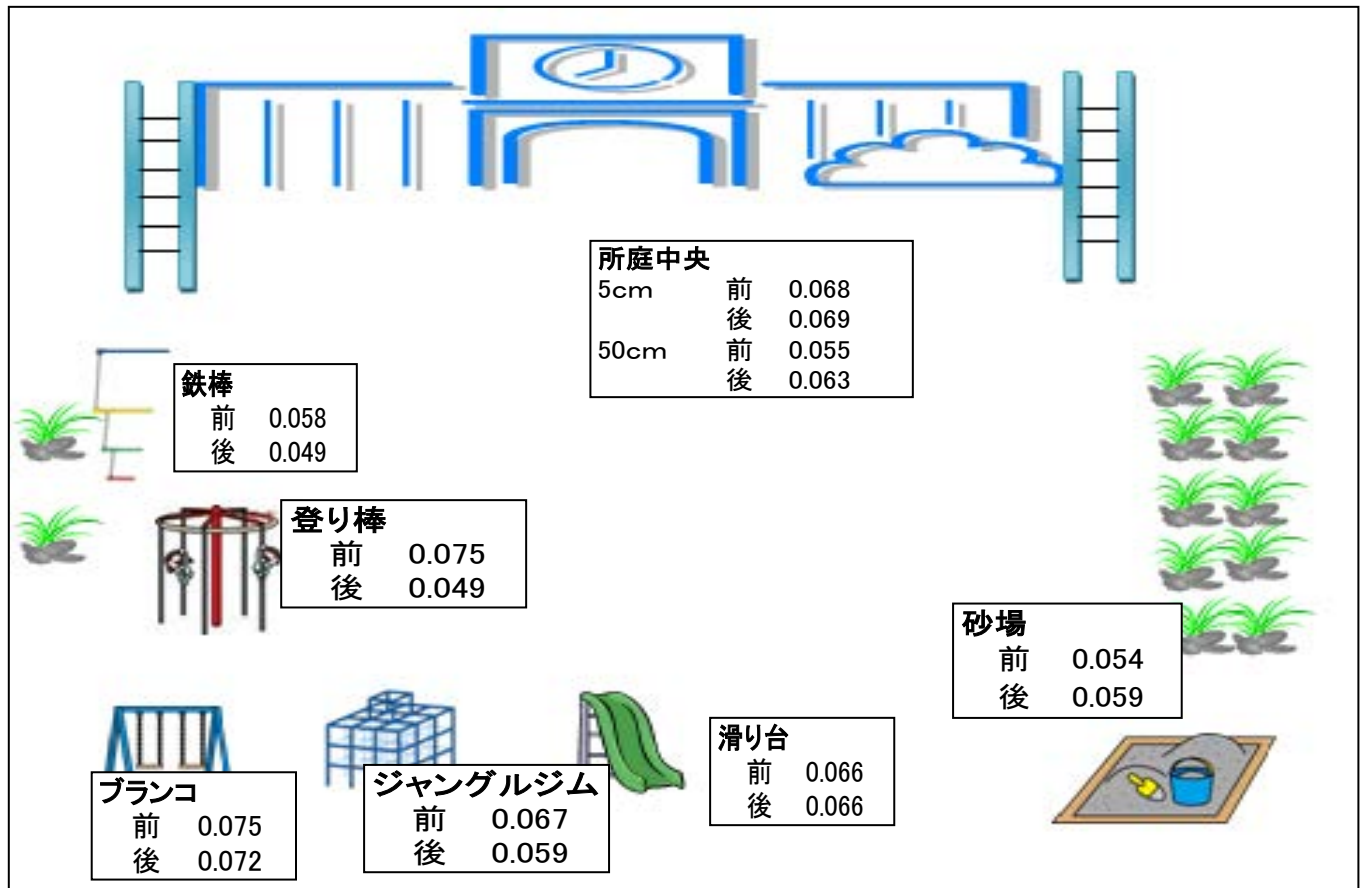 所庭中央
5cm 前 0.068
後 0.069
50cm 前 0.055
後 0.063
鉄棒
前 0.058
後 0.049
登り棒
前 0.075
後 0.049
砂場
前 0.054
後 0.059
滑り台
前 0.066
後 0.066
ジャングルジム
前 0.067
後 0.059
ブランコ
前 0.075
後 0.072